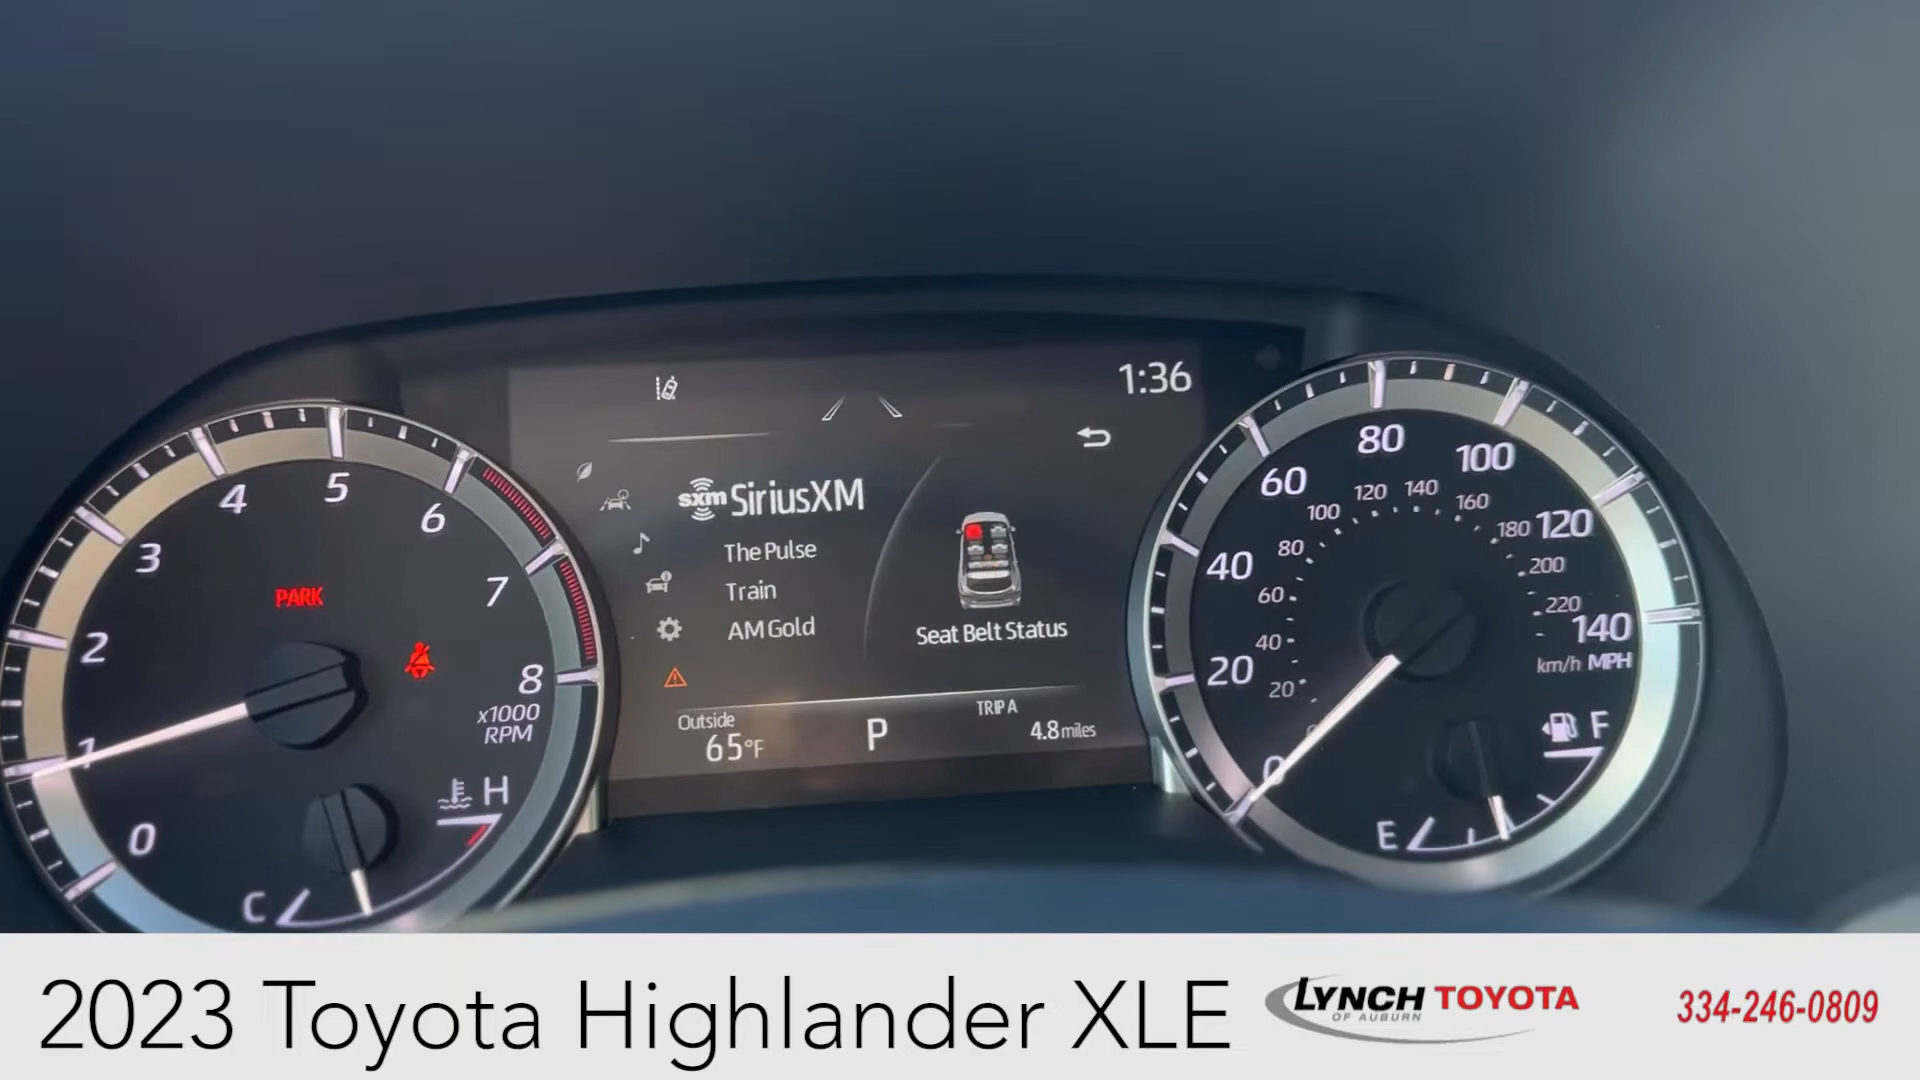 1:36
sxm SiriusXM
The Pulse
Train
AM Gold
Seat Belt Status
Outside
65°F
P
TRIP A
4.8 miles
0 1 2 3 4 5 6 7 8
x1000
RPM
PARK
C H
0 20 40 60 80 100 120 140
20 40 60 80 100 120 140 160 180 200 220
km/h MPH
E F
2023 Toyota Highlander XLE
LYNCH TOYOTA
OF AUBURN
334-246-0809